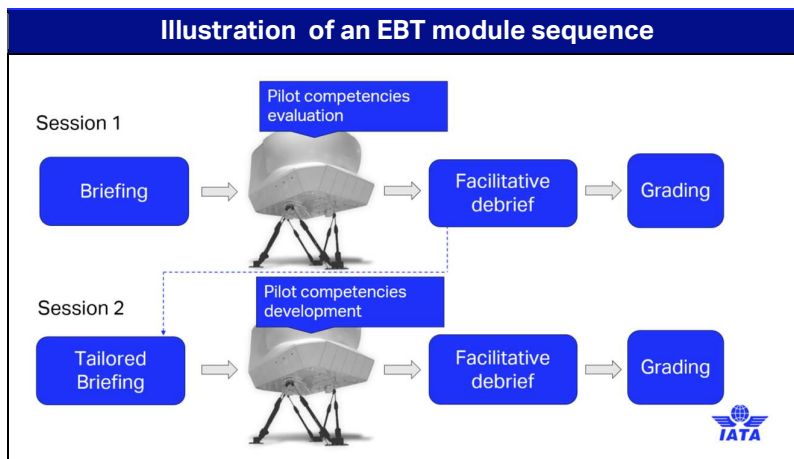 Illustration of an EBT module sequence
Pilot competencies
evaluation
Session 1
Briefing
Facilitative
debrief
Grading
Pilot competencies
development
Session 2
Tailored
Briefing
Facilitative
debrief
Grading
IATA